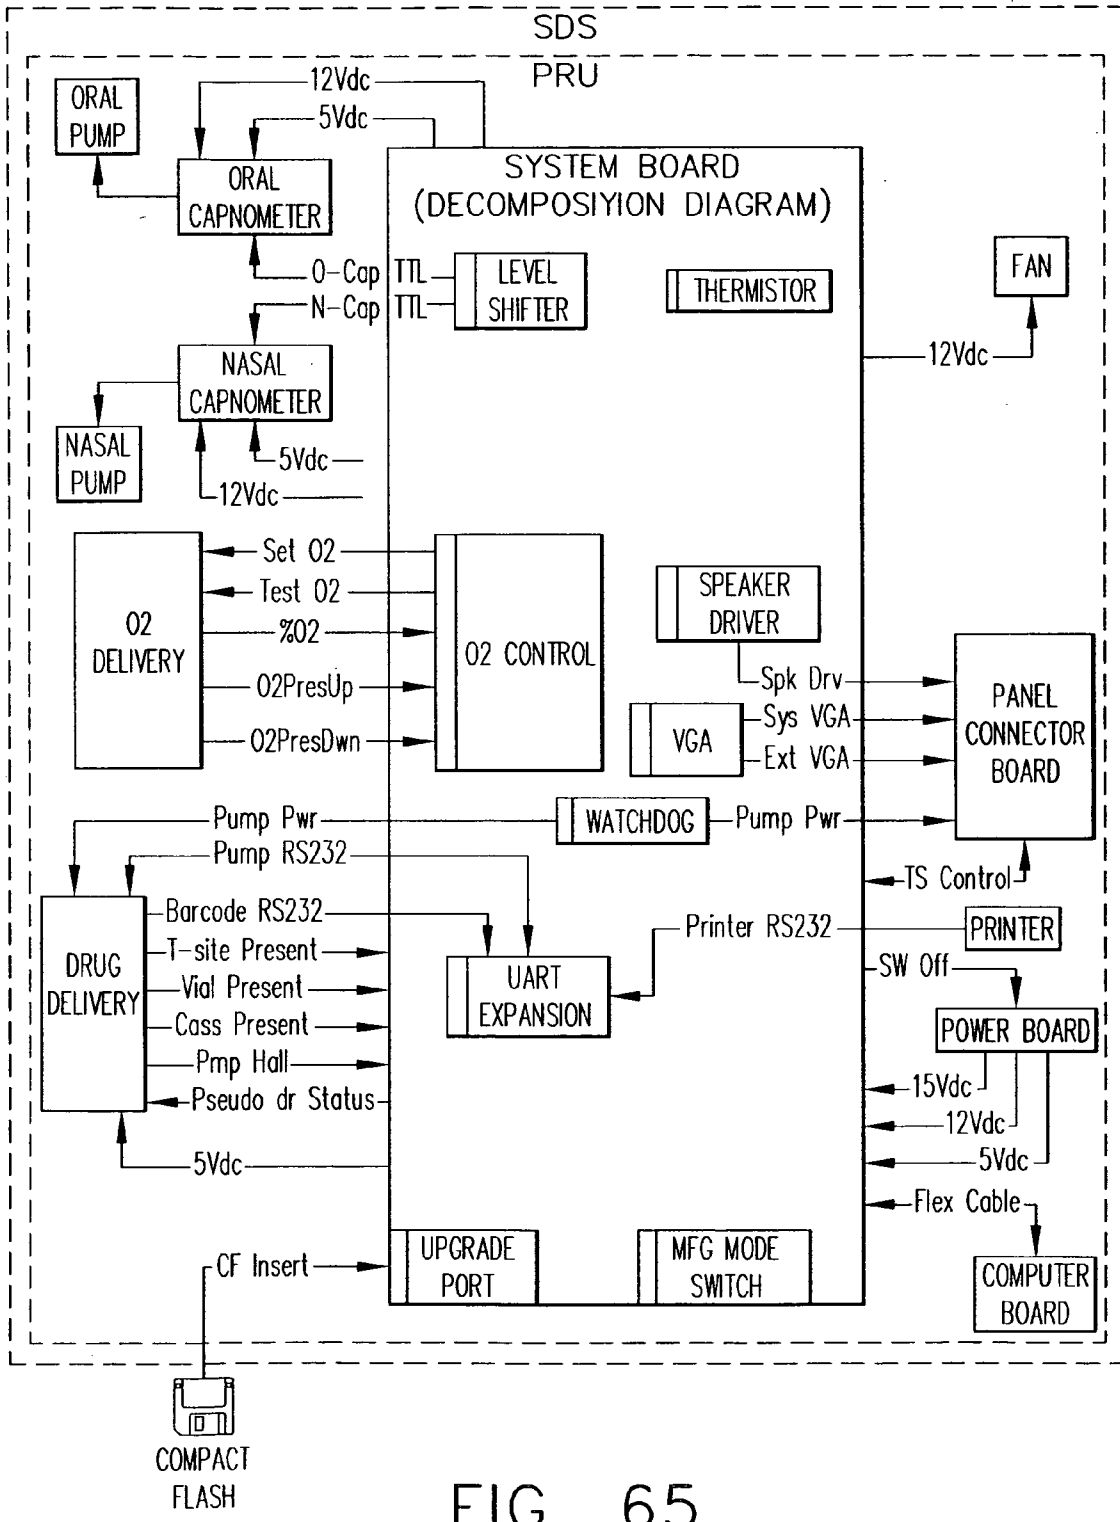 SDS
PRU
12Vdc
5Vdc
ORAL
PUMP
ORAL
CAPNOMETER
SYSTEM BOARD
(DECOMPOSIYION DIAGRAM)
O-Cap TTL
N-Cap TTL
LEVEL
SHIFTER
THERMISTOR
FAN
12Vdc
NASAL
CAPNOMETER
NASAL
PUMP
5Vdc
12Vdc
O2
DELIVERY
Set O2
Test O2
%O2
O2PresUp
O2PresDwn
O2 CONTROL
SPEAKER
DRIVER
VGA
Spk Drv
Sys VGA
Ext VGA
PANEL
CONNECTOR
BOARD
Pump Pwr
WATCHDOG
Pump Pwr
Pump RS232
TS Control
Barcode RS232
Printer RS232
PRINTER
DRUG
DELIVERY
T-site Present
Vial Present
Cass Present
Pmp Hall
Pseudo dr Status
5Vdc
UART
EXPANSION
SW Off
POWER BOARD
15Vdc
12Vdc
5Vdc
Flex Cable
COMPUTER
BOARD
CF Insert
UPGRADE
PORT
MFG MODE
SWITCH
COMPACT
FLASH
FIG 65